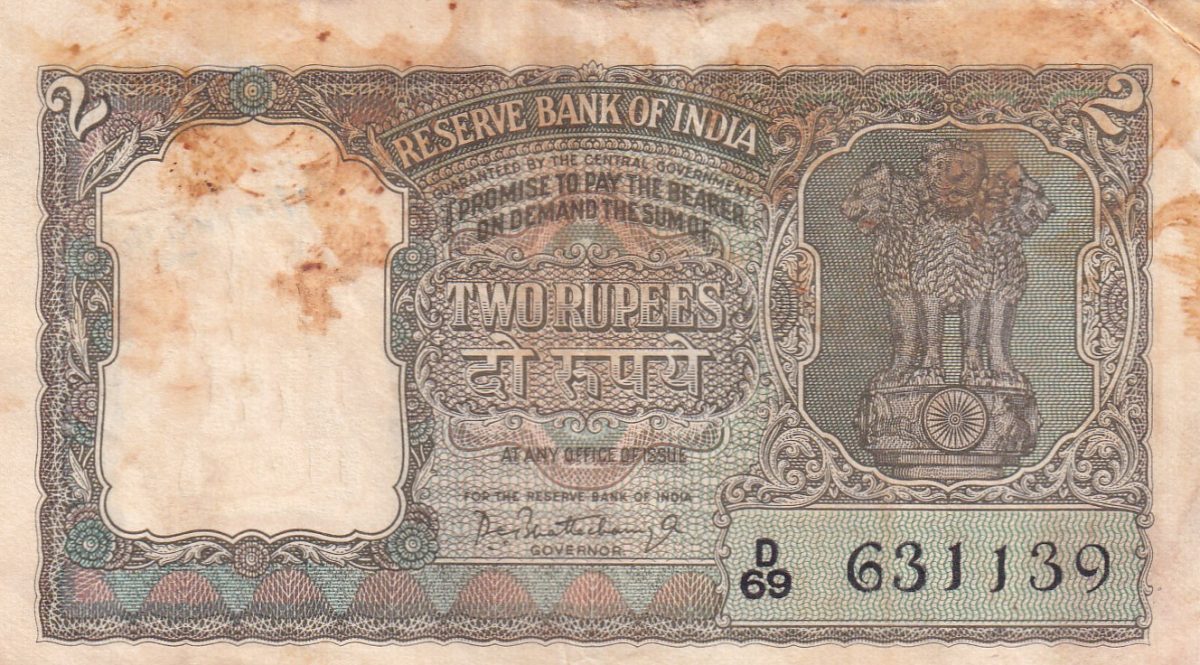 २ 2
RESERVE BANK OF INDIA
GUARANTEED BY THE CENTRAL GOVERNMENT
I PROMISE TO PAY THE BEARER
ON DEMAND THE SUM OF
TWO RUPEES
दो रूपये
AT ANY OFFICE OF ISSUE
FOR THE RESERVE BANK OF INDIA
GOVERNOR
D
69 631139